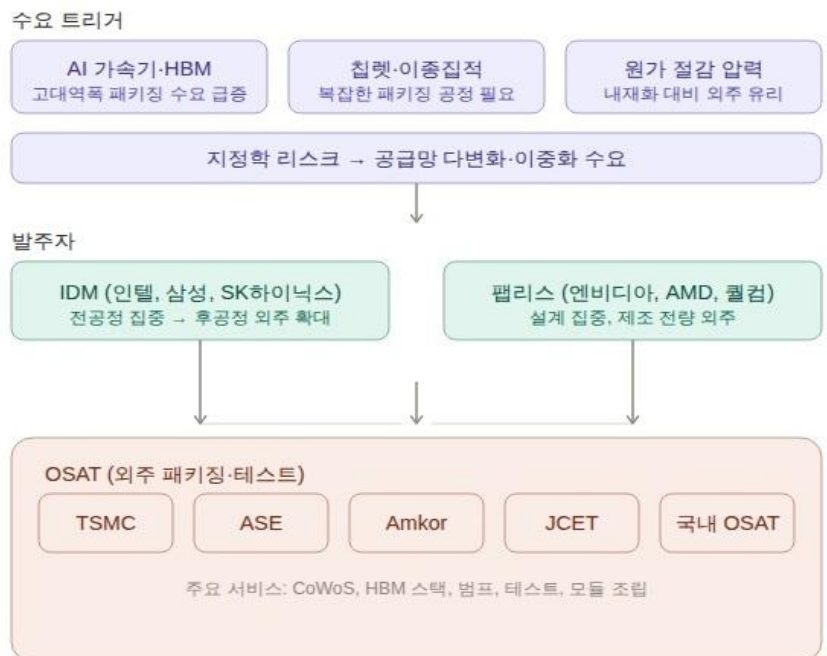 수요 트리거
AI 가속기·HBM
고대역폭 패키징 수요 급증
칩렛·이종집적
복잡한 패키징 공정 필요
원가 절감 압력
내재화 대비 외주 유리
지정학 리스크 → 공급망 다변화·이중화 수요
발주자
IDM (인텔, 삼성, SK하이닉스)
전공정 집중 → 후공정 외주 확대
팹리스 (엔비디아, AMD, 퀄컴)
설계 집중, 제조 전량 외주
OSAT (외주 패키징·테스트)
TSMC
ASE
Amkor
JCET
국내 OSAT
주요 서비스: CoWoS, HBM 스택, 범프, 테스트, 모듈 조립